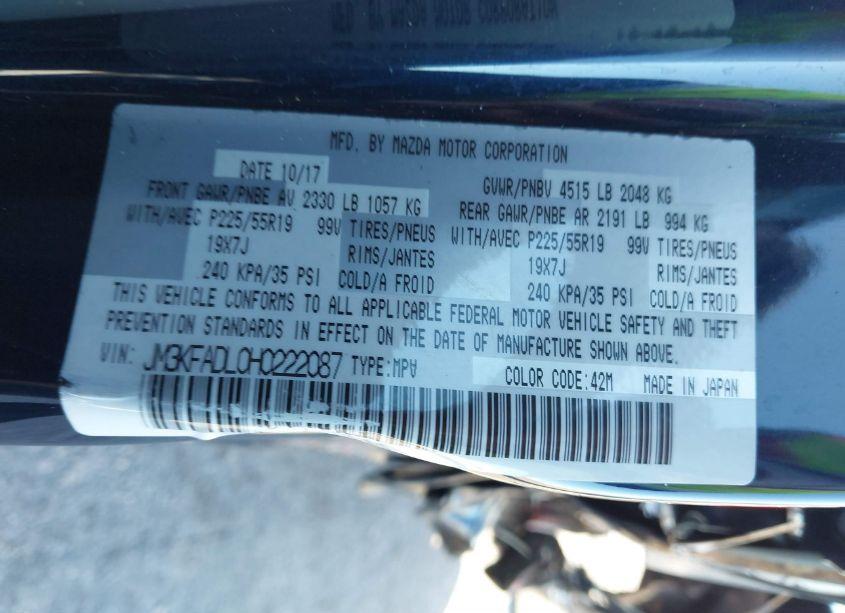 MFD. BY MAZDA MOTOR CORPORATION
DATE 10/17 GVWR/PNBV 4515 LB 2048 KG
FRONT GAWR/PNBE AV 2330 LB 1057 KG REAR GAWR/PNBE AR 2191 LB 994 KG
WITH/AVEC P225/55R19 99V TIRES/PNEUS WITH/AVEC P225/55R19 99V TIRES/PNEUS
19X7J RIMS/JANTES 19X7J RIMS/JANTES
240 KPA/35 PSI COLD/A FROID 240 KPA/35 PSI COLD/A FROID
THIS VEHICLE CONFORMS TO ALL APPLICABLE FEDERAL MOTOR VEHICLE SAFETY AND THEFT
PREVENTION STANDARDS IN EFFECT ON THE DATE OF MANUFACTURE SHOWN ABOVE.
VIN: JM3KFADL0H0222087 TYPE:MPV COLOR CODE:42M MADE IN JAPAN